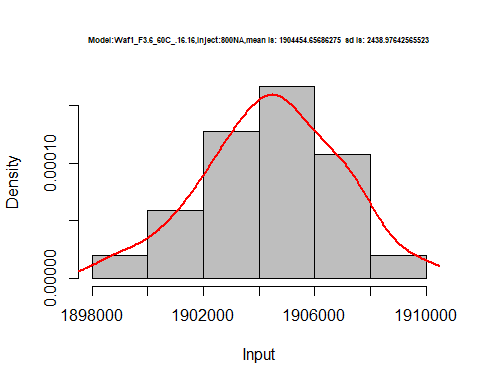 Model:Waf1_F3.6_60C_.16.16,Inject:800NA,mean is: 1904454.65686275  sd is: 2438.97642565523
Density
0.00010
0.00000
1898000 1902000 1906000 1910000
Input